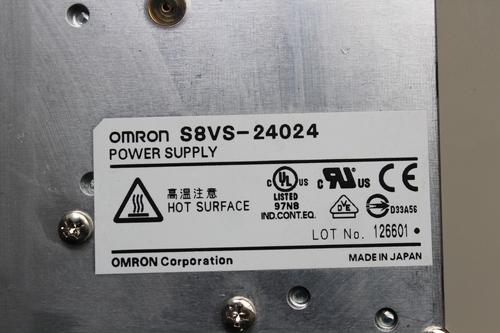 OMRON S8VS-24024
POWER SUPPLY
高温注意
HOT SURFACE
C UL US LISTED 97N8 IND.CONT.EQ.
c RU US
CE
VDE
D33A56
LOT No. 126601
OMRON Corporation
MADE IN JAPAN